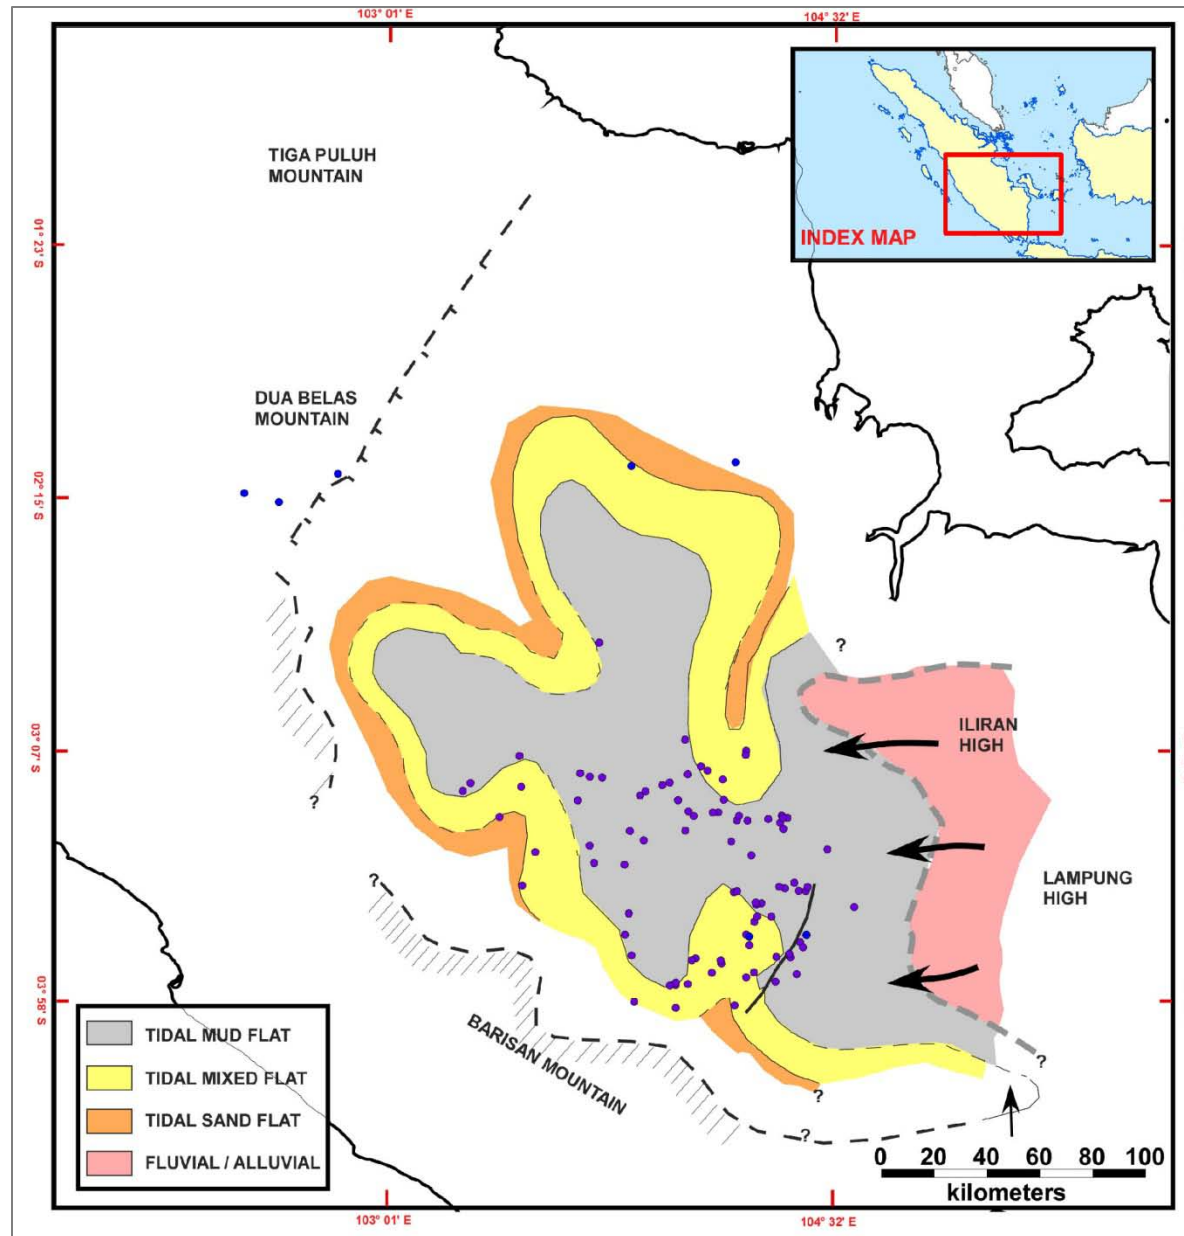 103° 01' E
104° 32' E
INDEX MAP
TIGA PULUH
MOUNTAIN
01° 23' S
DUA BELAS
MOUNTAIN
02° 15' S
?
ILIRAN
HIGH
03° 07' S
?
LAMPUNG
HIGH
?
03° 58' S
BARISAN MOUNTAIN
?
?
?
TIDAL MUD FLAT
TIDAL MIXED FLAT
TIDAL SAND FLAT
FLUVIAL / ALLUVIAL
0 20 40 60 80 100
kilometers
103° 01' E
104° 32' E